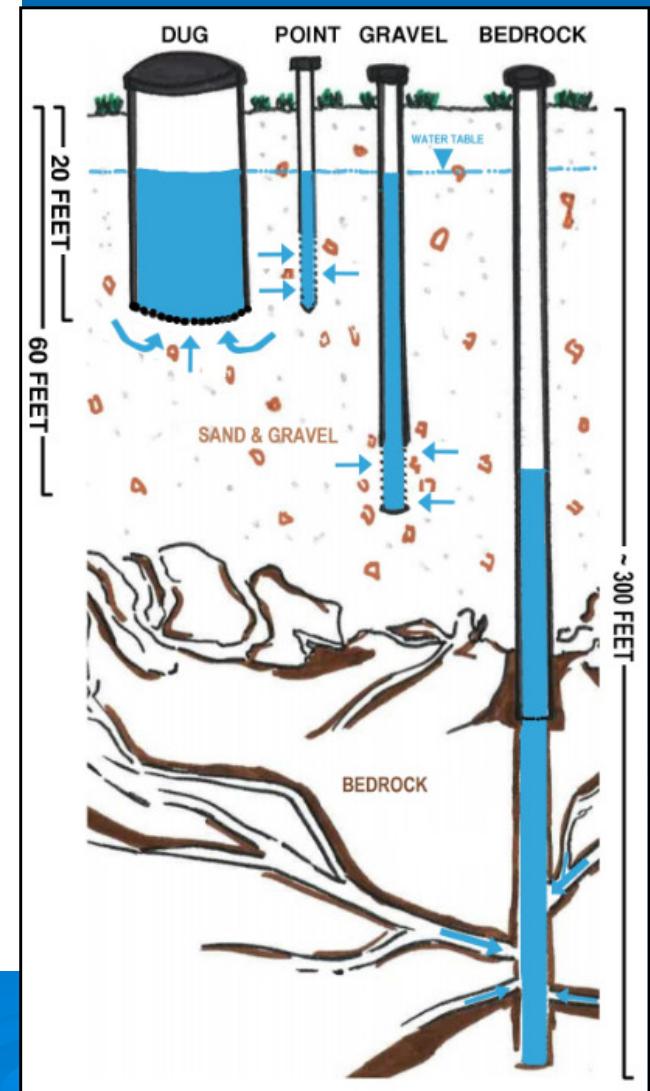 DUG POINT GRAVEL BEDROCK
WATER TABLE
20 FEET
60 FEET
SAND & GRAVEL
~ 300 FEET
BEDROCK